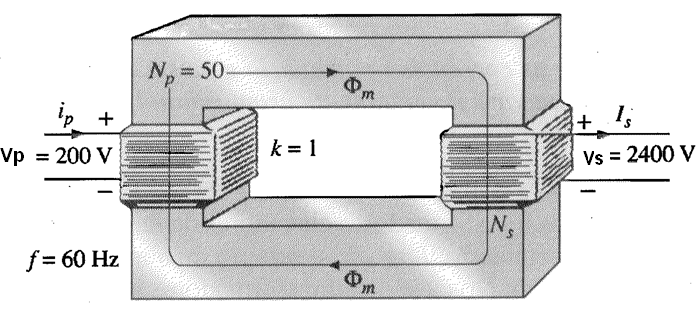 Np = 50
Φm
ip +
Vp = 200 V
−
k = 1
+ Is
Vs = 2400 V
−
Ns
f = 60 Hz
Φm